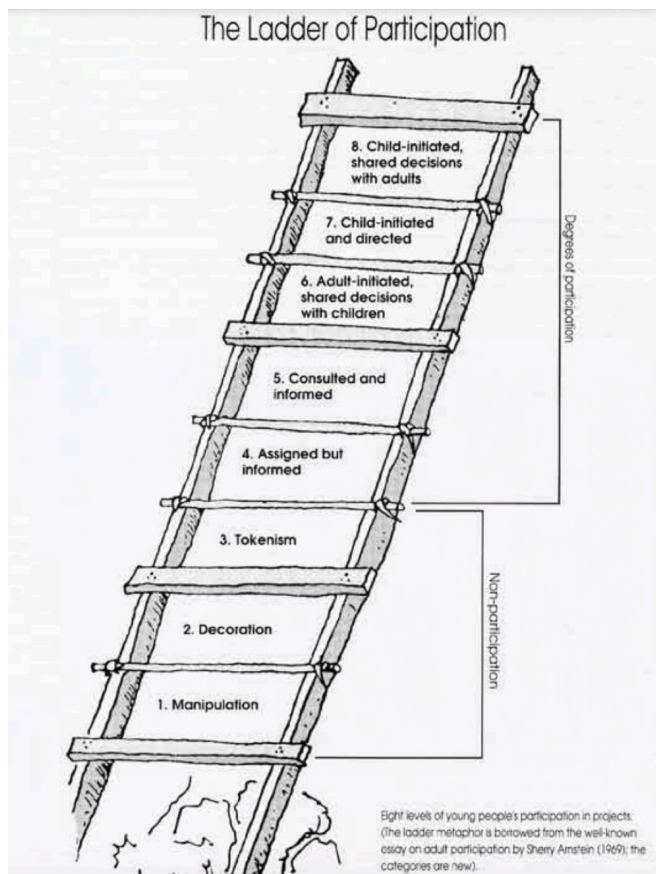 The Ladder of Participation
8. Child-initiated,
shared decisions
with adults
7. Child-initiated
and directed
6. Adult-initiated,
shared decisions
with children
5. Consulted and
informed
4. Assigned but
informed
3. Tokenism
2. Decoration
1. Manipulation
Degrees of participation
Non-participation
Eight levels of young people's participation in projects.
(The ladder metaphor is borrowed from the well-known
essay on adult participation by Sherry Arnstein (1969); the
categories are new).